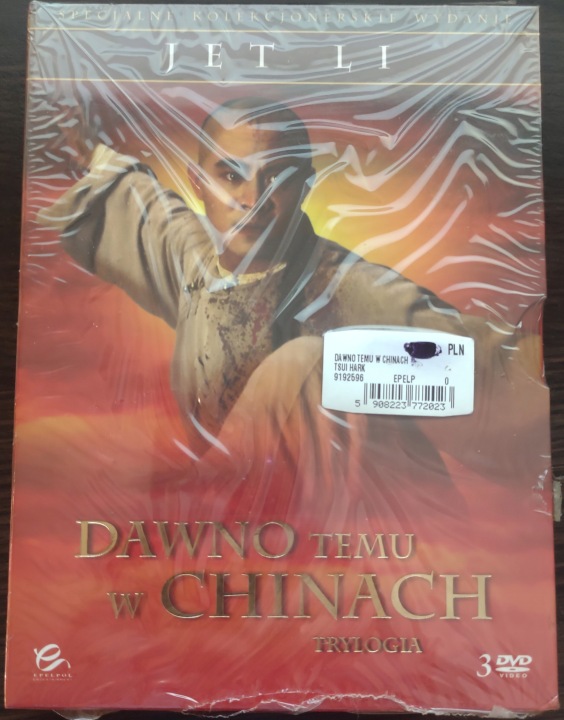 SPECJALNE KOLEKCJONERSKIE WYDANIE
JET LI
PLN
DAWNO TEMU W CHINACH
TSUI HARK
9192596 EPELP 0
5 908223 772023
DAWNO TEMU
W CHINACH
TRYLOGIA
EPELPOL
3 DVD
VIDEO